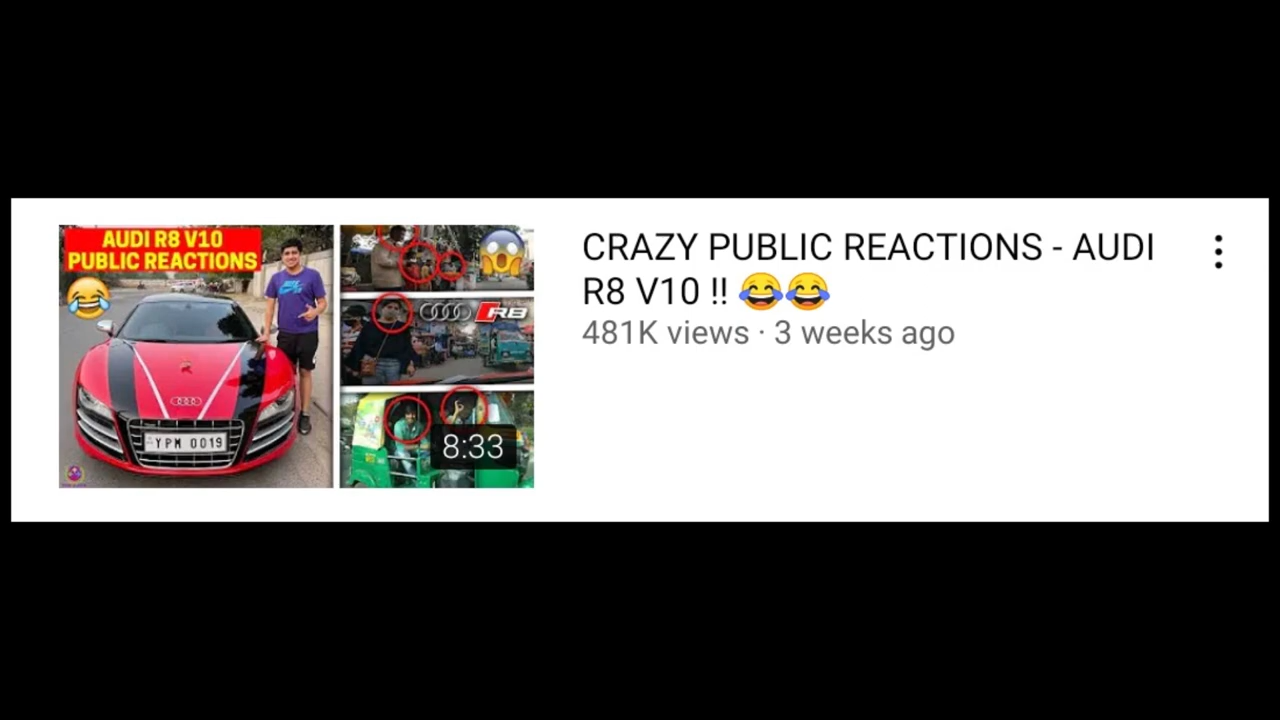 AUDI R8 V10
PUBLIC REACTIONS
R8
YPM 0019
8:33
CRAZY PUBLIC REACTIONS - AUDI
R8 V10 !! 😂😂
481K views · 3 weeks ago